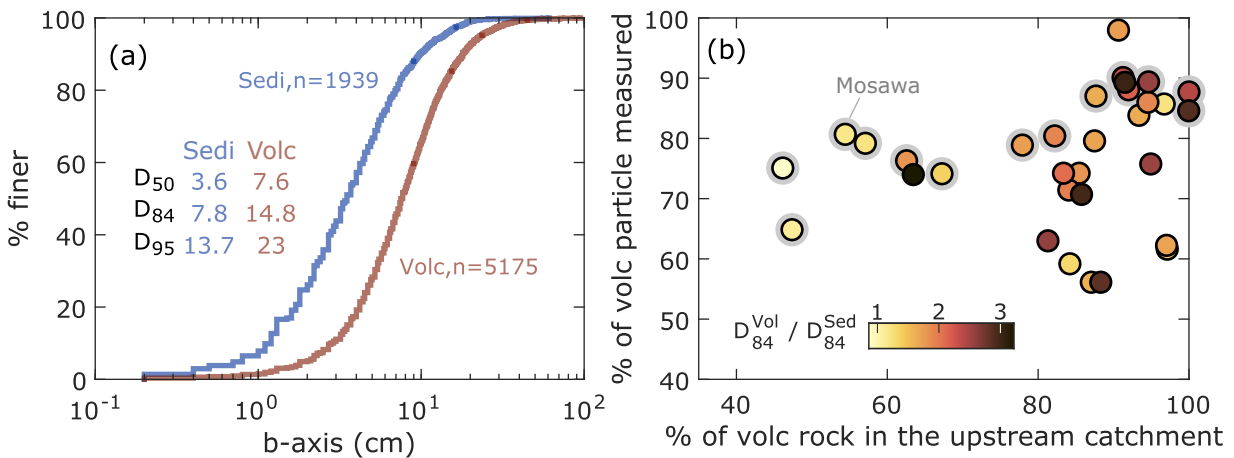 (a)
% finer
100
80
60
40
20
0
Sedi,n=1939
Sedi Volc
D50 3.6 7.6
D84 7.8 14.8
D95 13.7 23
Volc,n=5175
10^-1 10^0 10^1 10^2
b-axis (cm)
(b)
% of volc particle measured
100
90
80
70
60
50
40
Mosawa
1 2 3
D84^Vol / D84^Sed
40 60 80 100
% of volc rock in the upstream catchment